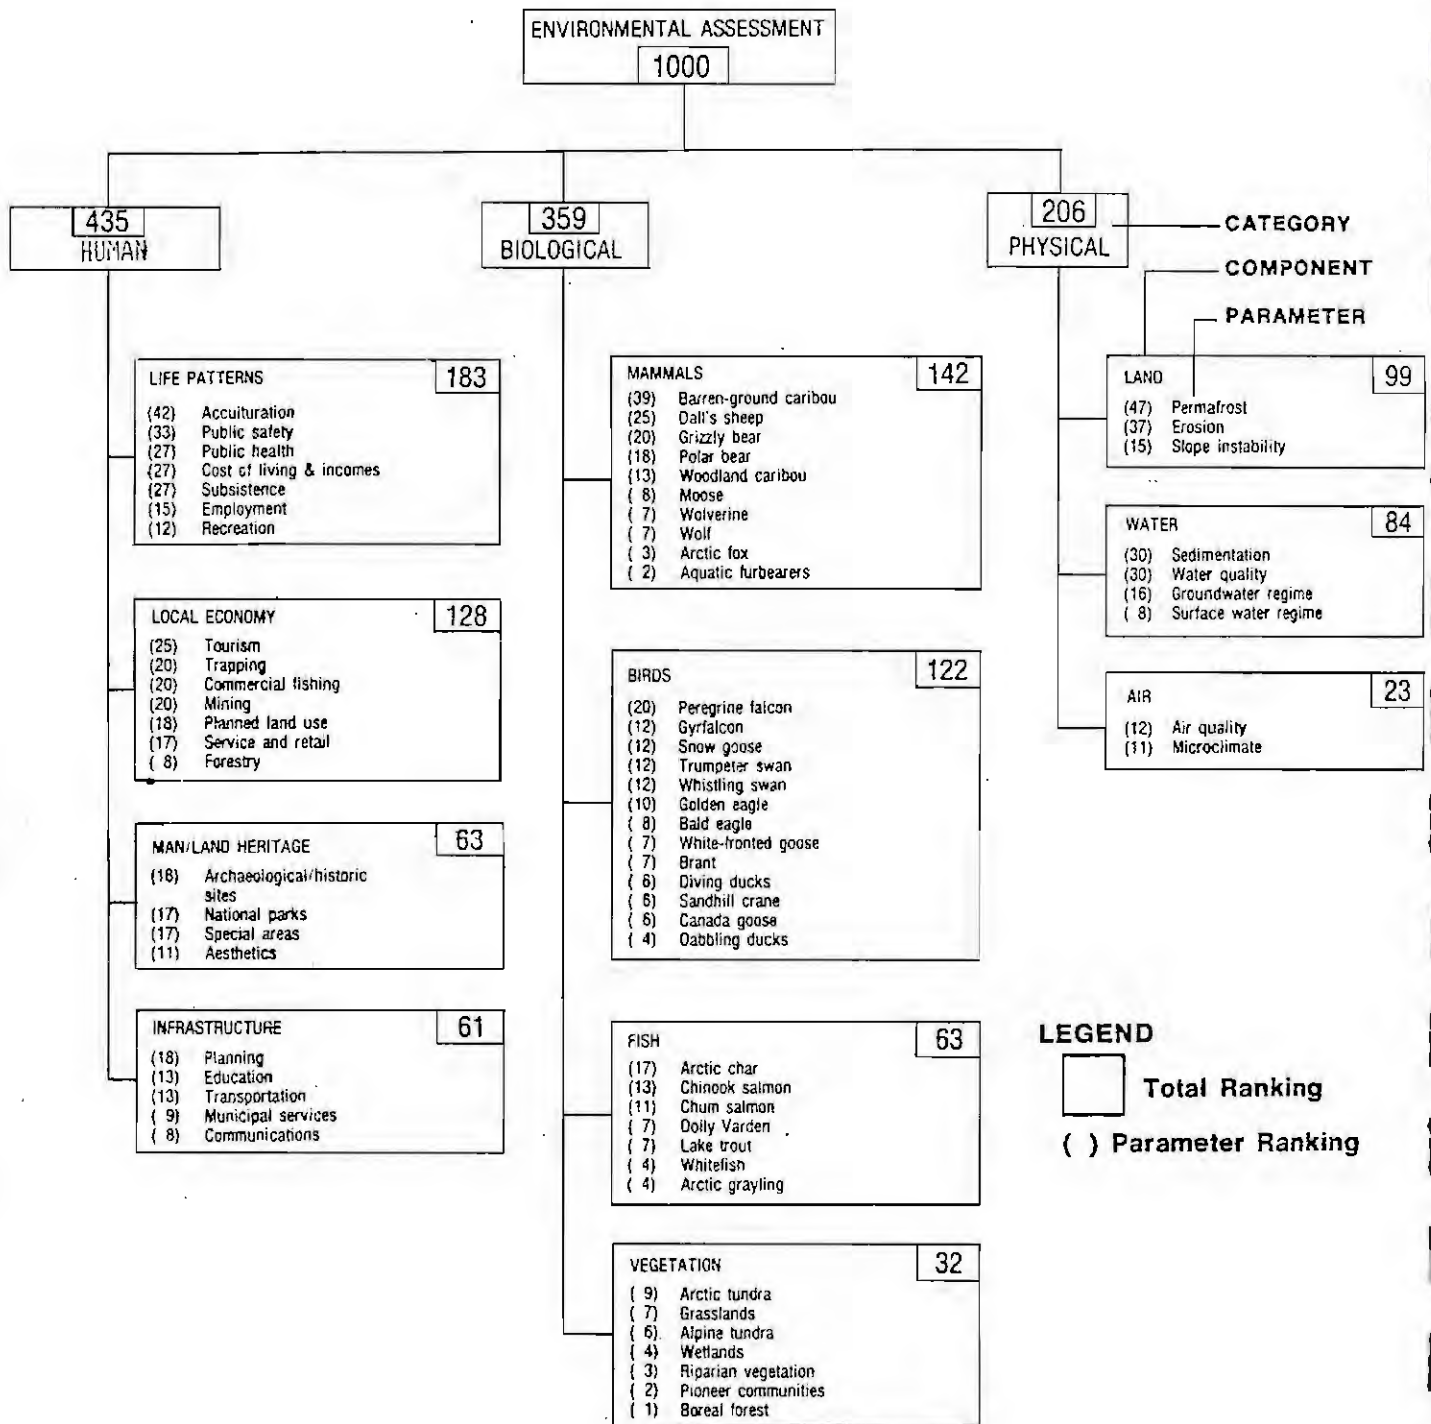 ENVIRONMENTAL ASSESSMENT
1000
435
HUMAN
359
BIOLOGICAL
206
PHYSICAL
CATEGORY
COMPONENT
PARAMETER
LIFE PATTERNS 183
(42) Acculturation
(33) Public safety
(27) Public health
(27) Cost of living & incomes
(27) Subsistence
(15) Employment
(12) Recreation
LOCAL ECONOMY 128
(25) Tourism
(20) Trapping
(20) Commercial fishing
(20) Mining
(18) Planned land use
(17) Service and retail
( 8) Forestry
MAN/LAND HERITAGE 63
(18) Archaeological/historic
sites
(17) National parks
(17) Special areas
(11) Aesthetics
INFRASTRUCTURE 61
(18) Planning
(13) Education
(13) Transportation
( 9) Municipal services
( 8) Communications
MAMMALS 142
(39) Barren-ground caribou
(25) Dall's sheep
(20) Grizzly bear
(18) Polar bear
(13) Woodland caribou
( 8) Moose
( 7) Wolverine
( 7) Wolf
( 3) Arctic fox
( 2) Aquatic furbearers
BIRDS 122
(20) Peregrine falcon
(12) Gyrfalcon
(12) Snow goose
(12) Trumpeter swan
(12) Whistling swan
(10) Golden eagle
( 8) Bald eagle
( 7) White-fronted goose
( 7) Brant
( 6) Diving ducks
( 6) Sandhill crane
( 6) Canada goose
( 4) Dabbling ducks
FISH 63
(17) Arctic char
(13) Chinook salmon
(11) Chum salmon
( 7) Dolly Varden
( 7) Lake trout
( 4) Whitefish
( 4) Arctic grayling
VEGETATION 32
( 9) Arctic tundra
( 7) Grasslands
( 6) Alpine tundra
( 4) Wetlands
( 3) Riparian vegetation
( 2) Pioneer communities
( 1) Boreal forest
LAND 99
(47) Permafrost
(37) Erosion
(15) Slope instability
WATER 84
(30) Sedimentation
(30) Water quality
(16) Groundwater regime
( 8) Surface water regime
AIR 23
(12) Air quality
(11) Microclimate
LEGEND
Total Ranking
( ) Parameter Ranking